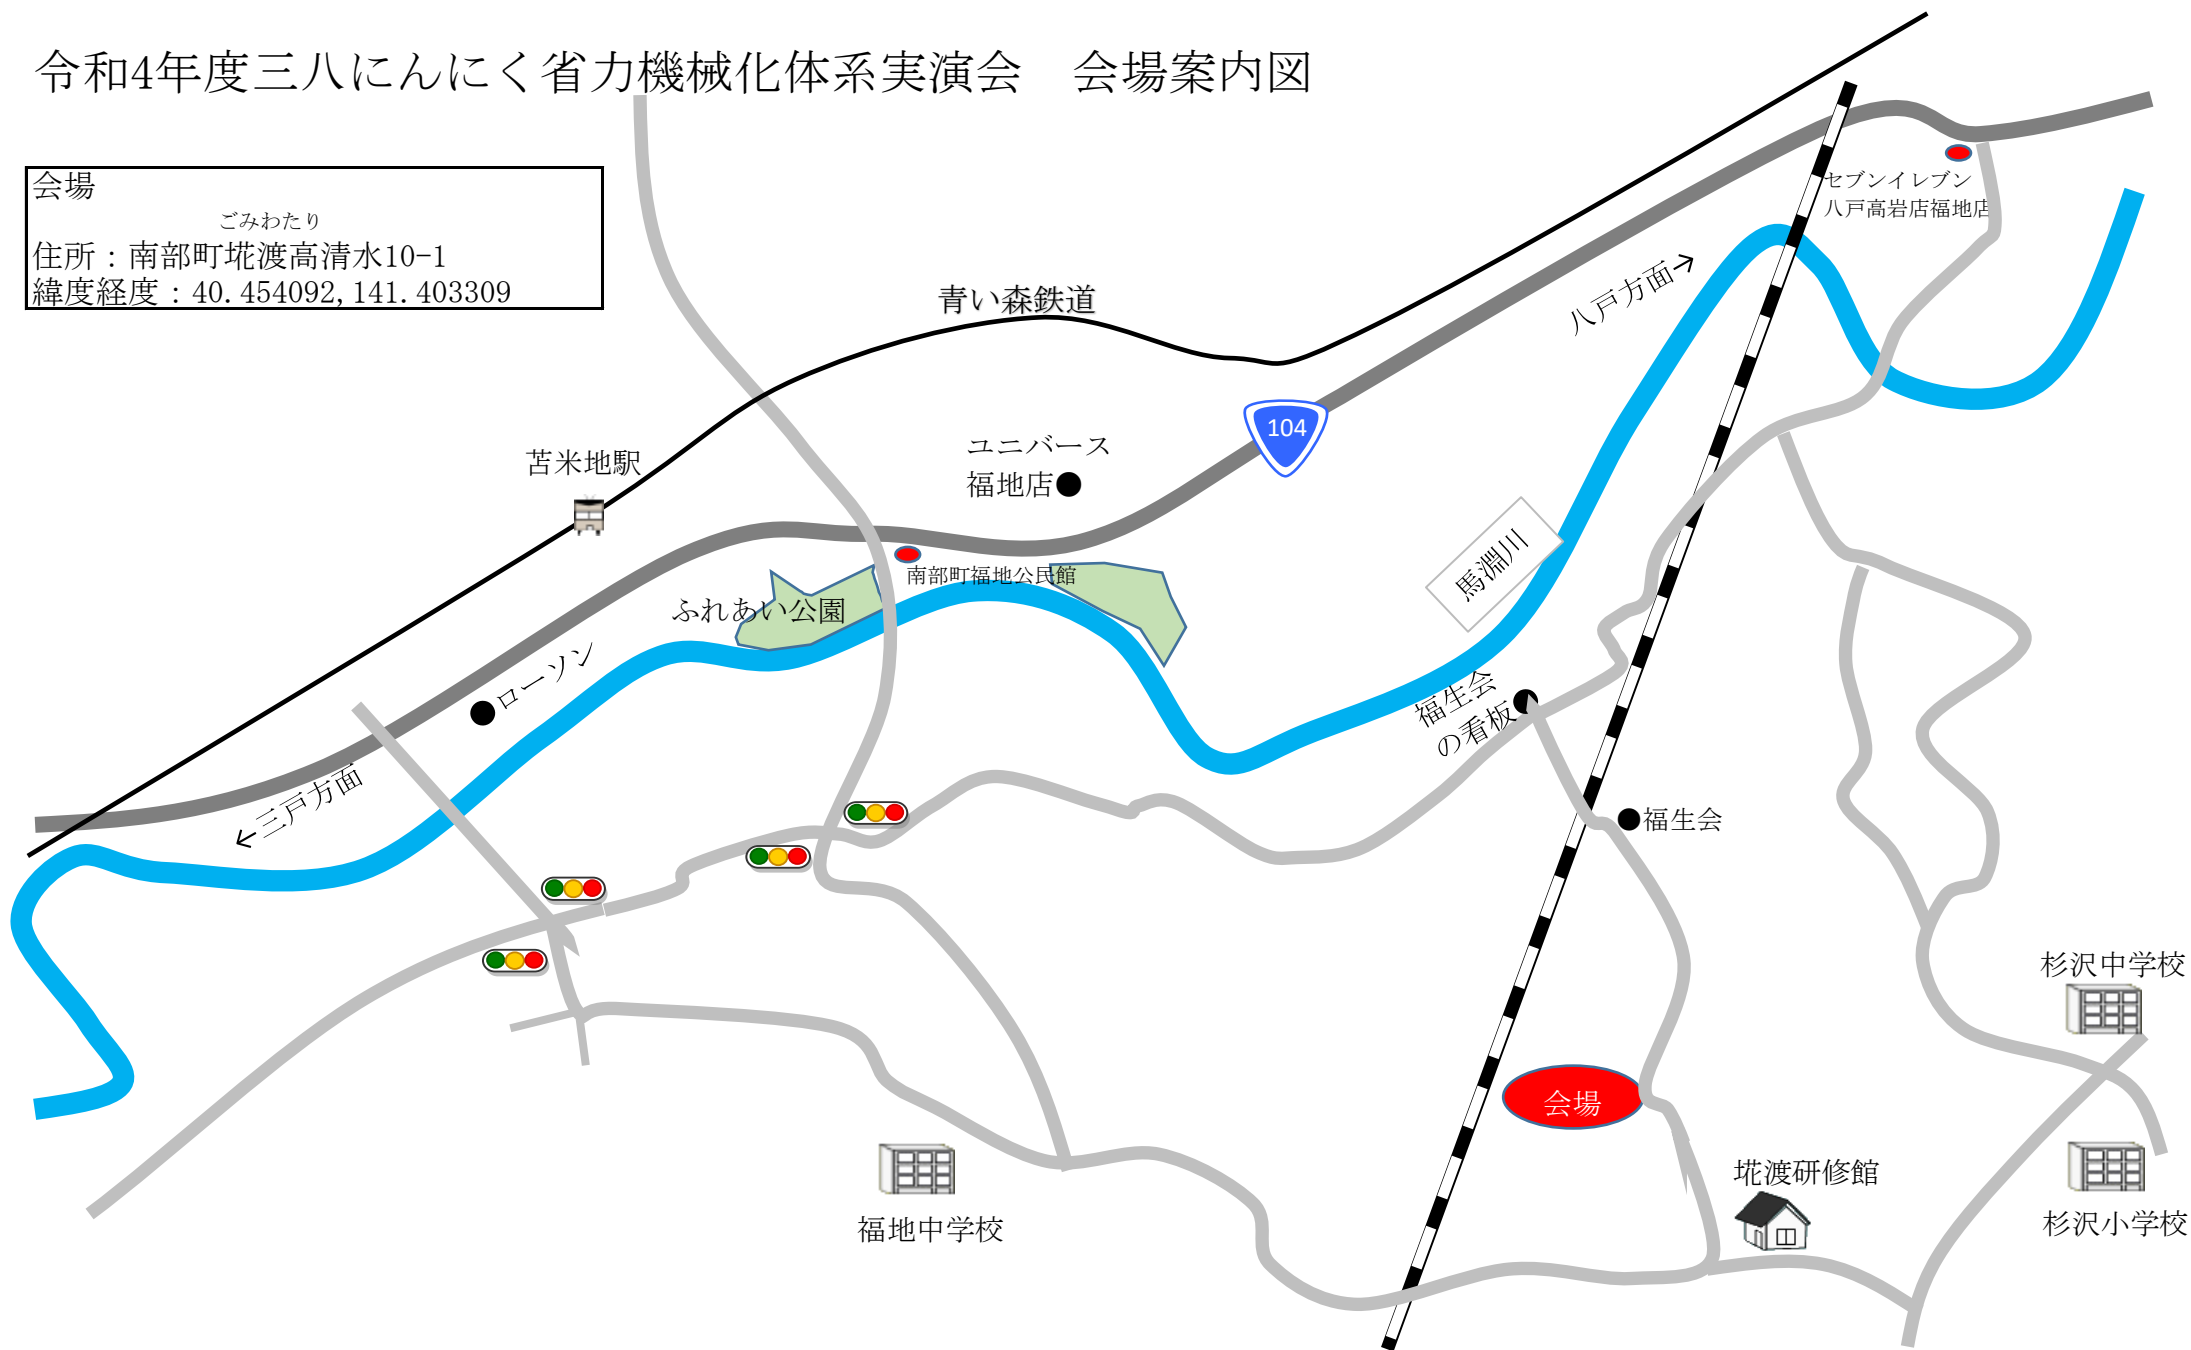 令和4年度三八にんにく省力機械化体系実演会　会場案内図
会場
ごみわたり
住所：南部町埖渡高清水10-1
緯度経度：40.454092,141.403309
セブンイレブン
八戸高岩店福地店
八戸方面→
青い森鉄道
104
ユニバース
福地店●
苫米地駅
馬淵川
南部町福地公民館
ふれあい公園
●ローソン
福生会
の看板●
←三戸方面
●福生会
杉沢中学校
会場
埖渡研修館
福地中学校
杉沢小学校